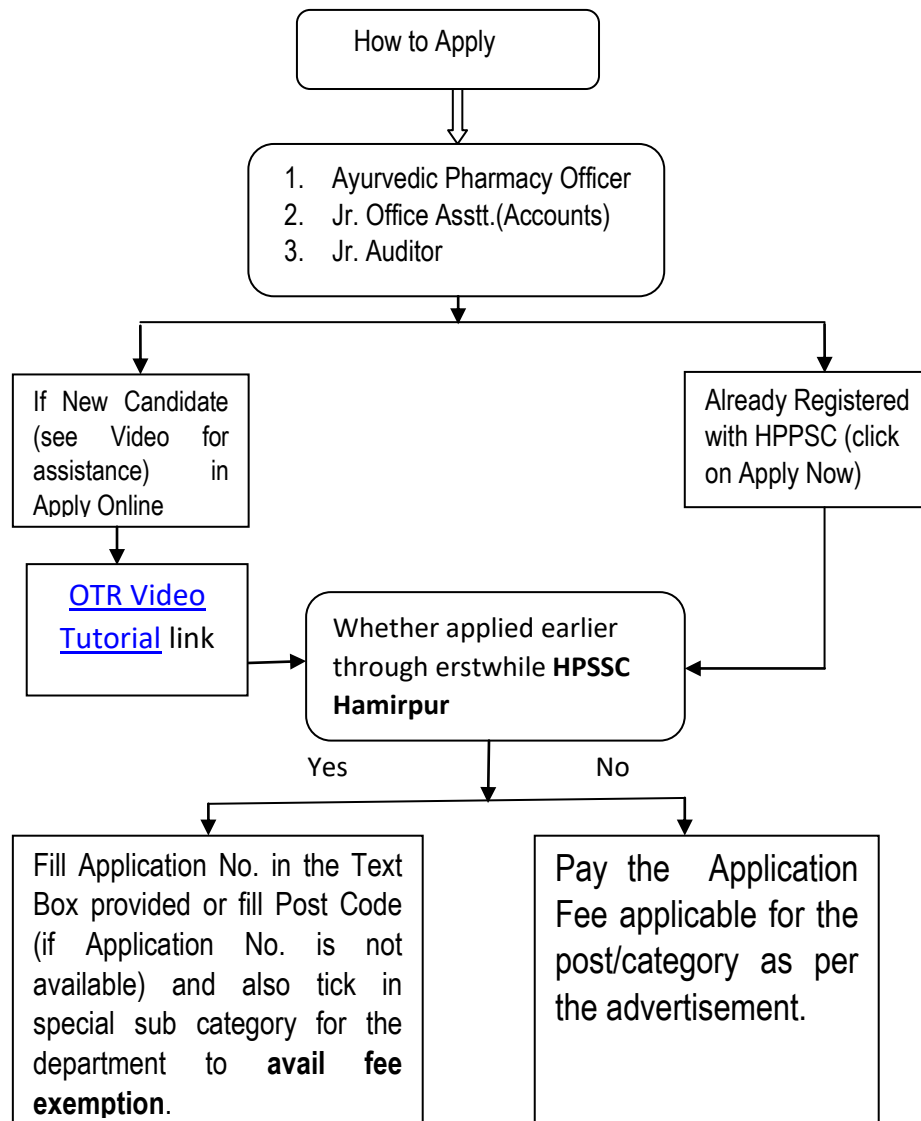 How to Apply
1. Ayurvedic Pharmacy Officer
2. Jr. Office Asstt.(Accounts)
3. Jr. Auditor
If New Candidate
(see Video for
assistance) in
Apply Online
Already Registered
with HPPSC (click
on Apply Now)
OTR Video
Tutorial link
Whether applied earlier
through erstwhile HPSSC
Hamirpur
Yes
No
Fill Application No. in the Text
Box provided or fill Post Code
(if Application No. is not
available) and also tick in
special sub category for the
department to avail fee
exemption.
Pay the Application
Fee applicable for the
post/category as per
the advertisement.